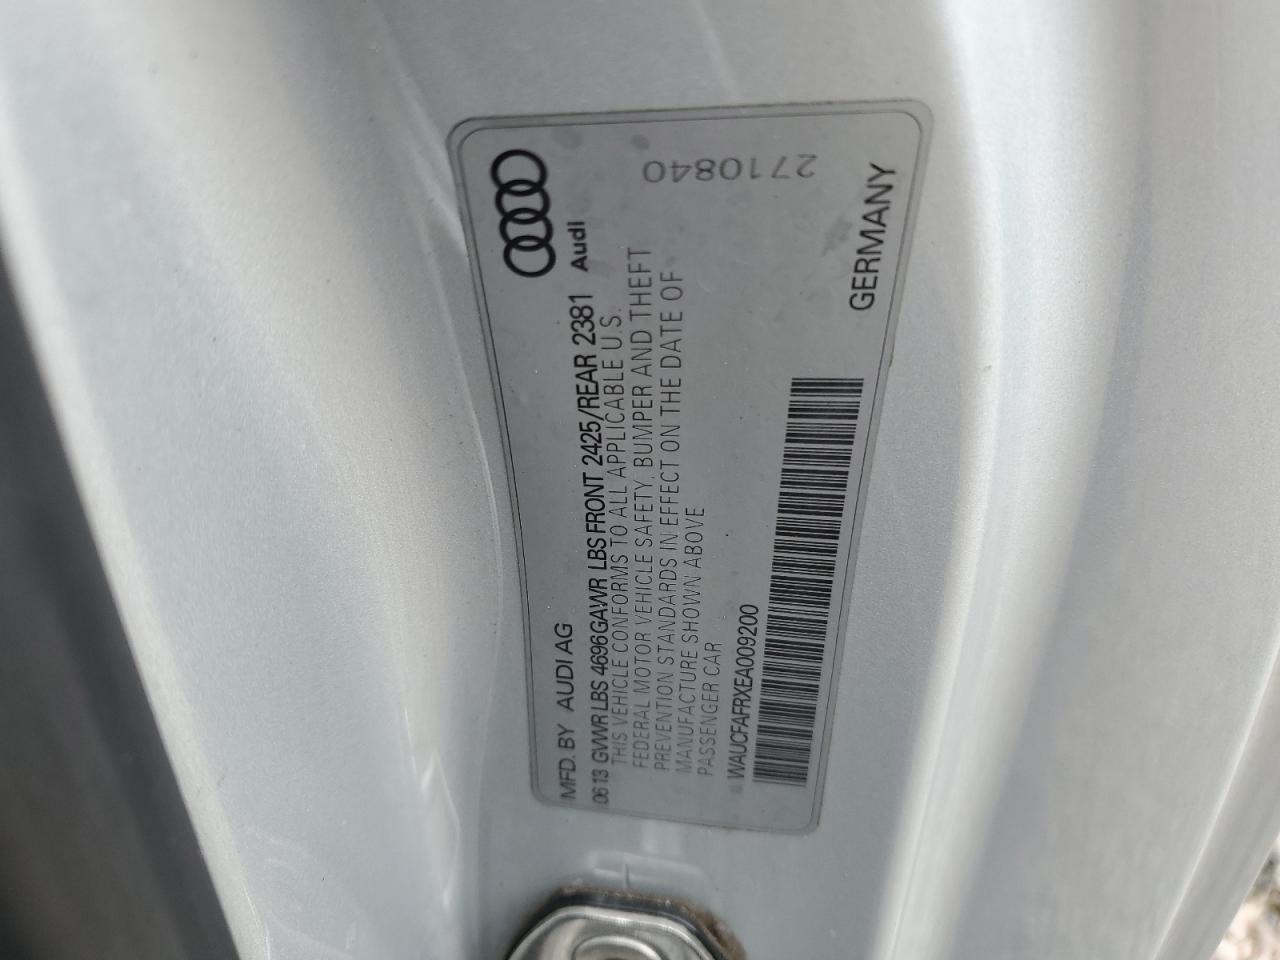 MFD. BY AUDI AG
06 13 GVWR LBS 4696 GAWR LBS FRONT 2425/REAR 2381
THIS VEHICLE CONFORMS TO ALL APPLICABLE U.S.
FEDERAL MOTOR VEHICLE SAFETY, BUMPER AND THEFT
PREVENTION STANDARDS IN EFFECT ON THE DATE OF
MANUFACTURE SHOWN ABOVE
PASSENGER CAR
WAUCFAFRXEA009200
Audi
2710840
GERMANY